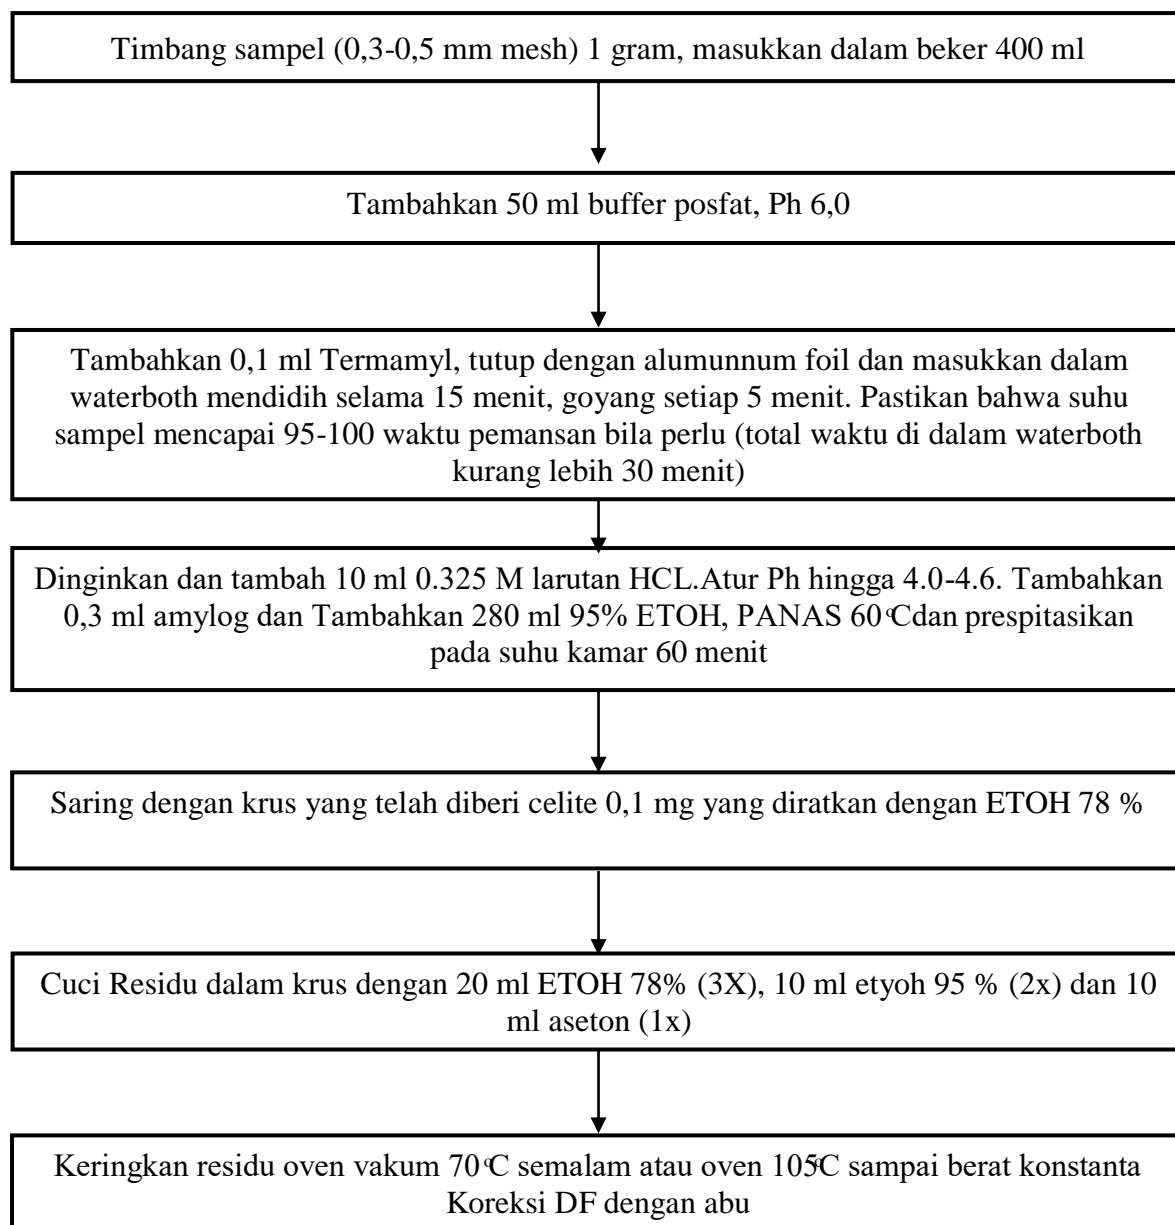 Timbang sampel (0,3-0,5 mm mesh) 1 gram, masukkan dalam beker 400 ml
Tambahkan 50 ml buffer posfat, Ph 6,0
Tambahkan 0,1 ml Termamyl, tutup dengan alumunnum foil dan masukkan dalam
waterboth mendidih selama 15 menit, goyang setiap 5 menit. Pastikan bahwa suhu
sampel mencapai 95-100 waktu pemansan bila perlu (total waktu di dalam waterboth
kurang lebih 30 menit)
Dinginkan dan tambah 10 ml 0.325 M larutan HCL.Atur Ph hingga 4.0-4.6. Tambahkan
0,3 ml amylog dan Tambahkan 280 ml 95% ETOH, PANAS 60°Cdan prespitasikan
pada suhu kamar 60 menit
Saring dengan krus yang telah diberi celite 0,1 mg yang diratkan dengan ETOH 78 %
Cuci Residu dalam krus dengan 20 ml ETOH 78% (3X), 10 ml etyoh 95 % (2x) dan 10
ml aseton (1x)
Keringkan residu oven vakum 70°C semalam atau oven 105°C sampai berat konstanta
Koreksi DF dengan abu